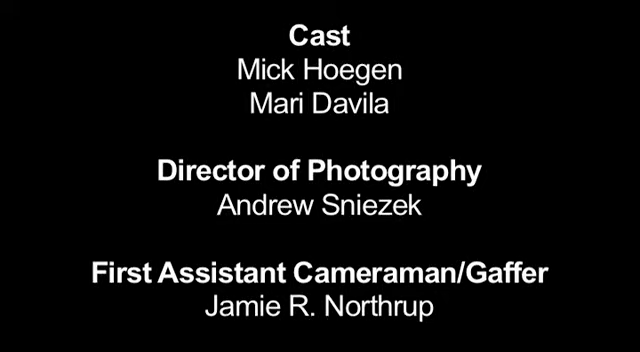 Cast
Mick Hoegen
Mari Davila
Director of Photography
Andrew Sniezek
First Assistant Cameraman/Gaffer
Jamie R. Northrup